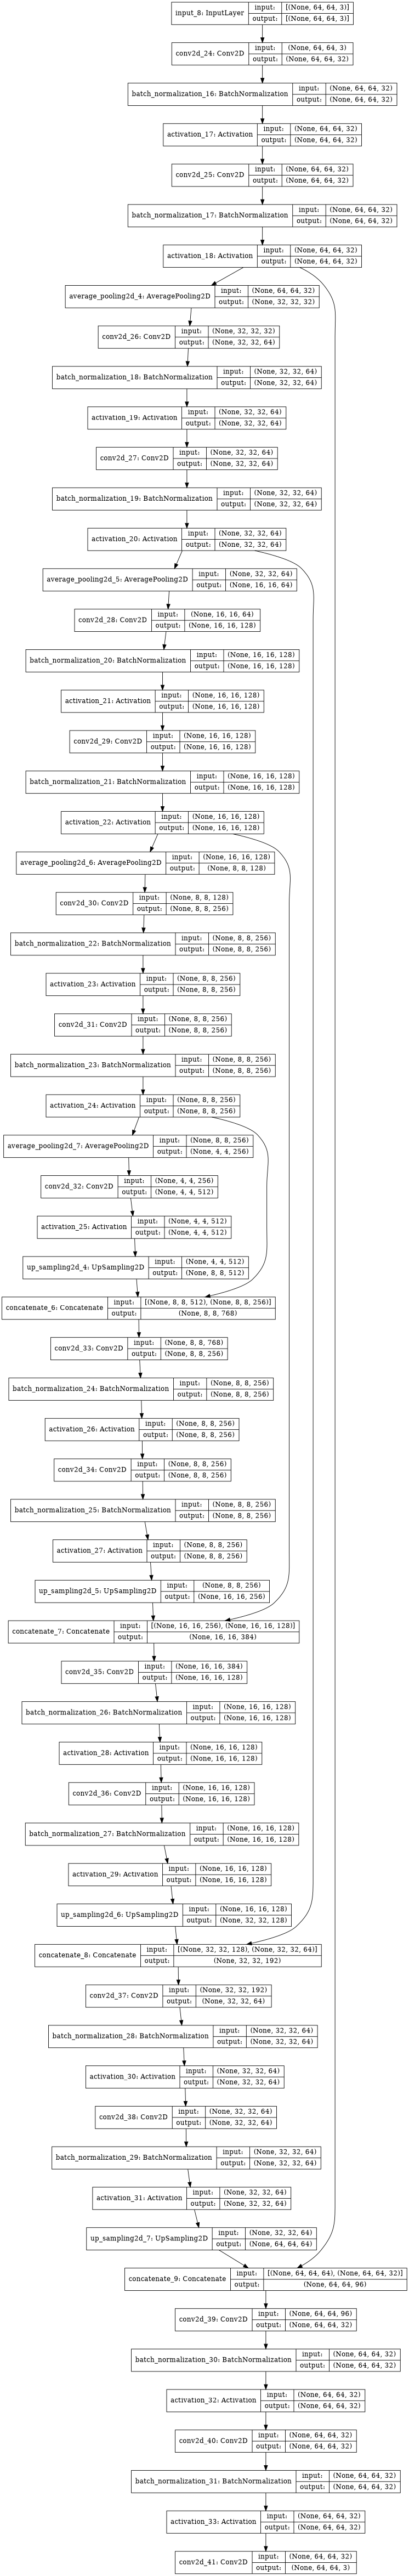 input_8: InputLayer input: [(None, 64, 64, 3)]
output: [(None, 64, 64, 3)]
conv2d_24: Conv2D input: (None, 64, 64, 3)
output: (None, 64, 64, 32)
batch_normalization_16: BatchNormalization input: (None, 64, 64, 32)
output: (None, 64, 64, 32)
activation_17: Activation input: (None, 64, 64, 32)
output: (None, 64, 64, 32)
conv2d_25: Conv2D input: (None, 64, 64, 32)
output: (None, 64, 64, 32)
batch_normalization_17: BatchNormalization input: (None, 64, 64, 32)
output: (None, 64, 64, 32)
activation_18: Activation input: (None, 64, 64, 32)
output: (None, 64, 64, 32)
average_pooling2d_4: AveragePooling2D input: (None, 64, 64, 32)
output: (None, 32, 32, 32)
conv2d_26: Conv2D input: (None, 32, 32, 32)
output: (None, 32, 32, 64)
batch_normalization_18: BatchNormalization input: (None, 32, 32, 64)
output: (None, 32, 32, 64)
activation_19: Activation input: (None, 32, 32, 64)
output: (None, 32, 32, 64)
conv2d_27: Conv2D input: (None, 32, 32, 64)
output: (None, 32, 32, 64)
batch_normalization_19: BatchNormalization input: (None, 32, 32, 64)
output: (None, 32, 32, 64)
activation_20: Activation input: (None, 32, 32, 64)
output: (None, 32, 32, 64)
average_pooling2d_5: AveragePooling2D input: (None, 32, 32, 64)
output: (None, 16, 16, 64)
conv2d_28: Conv2D input: (None, 16, 16, 64)
output: (None, 16, 16, 128)
batch_normalization_20: BatchNormalization input: (None, 16, 16, 128)
output: (None, 16, 16, 128)
activation_21: Activation input: (None, 16, 16, 128)
output: (None, 16, 16, 128)
conv2d_29: Conv2D input: (None, 16, 16, 128)
output: (None, 16, 16, 128)
batch_normalization_21: BatchNormalization input: (None, 16, 16, 128)
output: (None, 16, 16, 128)
activation_22: Activation input: (None, 16, 16, 128)
output: (None, 16, 16, 128)
average_pooling2d_6: AveragePooling2D input: (None, 16, 16, 128)
output: (None, 8, 8, 128)
conv2d_30: Conv2D input: (None, 8, 8, 128)
output: (None, 8, 8, 256)
batch_normalization_22: BatchNormalization input: (None, 8, 8, 256)
output: (None, 8, 8, 256)
activation_23: Activation input: (None, 8, 8, 256)
output: (None, 8, 8, 256)
conv2d_31: Conv2D input: (None, 8, 8, 256)
output: (None, 8, 8, 256)
batch_normalization_23: BatchNormalization input: (None, 8, 8, 256)
output: (None, 8, 8, 256)
activation_24: Activation input: (None, 8, 8, 256)
output: (None, 8, 8, 256)
average_pooling2d_7: AveragePooling2D input: (None, 8, 8, 256)
output: (None, 4, 4, 256)
conv2d_32: Conv2D input: (None, 4, 4, 256)
output: (None, 4, 4, 512)
activation_25: Activation input: (None, 4, 4, 512)
output: (None, 4, 4, 512)
up_sampling2d_4: UpSampling2D input: (None, 4, 4, 512)
output: (None, 8, 8, 512)
concatenate_6: Concatenate input: [(None, 8, 8, 512), (None, 8, 8, 256)]
output: (None, 8, 8, 768)
conv2d_33: Conv2D input: (None, 8, 8, 768)
output: (None, 8, 8, 256)
batch_normalization_24: BatchNormalization input: (None, 8, 8, 256)
output: (None, 8, 8, 256)
activation_26: Activation input: (None, 8, 8, 256)
output: (None, 8, 8, 256)
conv2d_34: Conv2D input: (None, 8, 8, 256)
output: (None, 8, 8, 256)
batch_normalization_25: BatchNormalization input: (None, 8, 8, 256)
output: (None, 8, 8, 256)
activation_27: Activation input: (None, 8, 8, 256)
output: (None, 8, 8, 256)
up_sampling2d_5: UpSampling2D input: (None, 8, 8, 256)
output: (None, 16, 16, 256)
concatenate_7: Concatenate input: [(None, 16, 16, 256), (None, 16, 16, 128)]
output: (None, 16, 16, 384)
conv2d_35: Conv2D input: (None, 16, 16, 384)
output: (None, 16, 16, 128)
batch_normalization_26: BatchNormalization input: (None, 16, 16, 128)
output: (None, 16, 16, 128)
activation_28: Activation input: (None, 16, 16, 128)
output: (None, 16, 16, 128)
conv2d_36: Conv2D input: (None, 16, 16, 128)
output: (None, 16, 16, 128)
batch_normalization_27: BatchNormalization input: (None, 16, 16, 128)
output: (None, 16, 16, 128)
activation_29: Activation input: (None, 16, 16, 128)
output: (None, 16, 16, 128)
up_sampling2d_6: UpSampling2D input: (None, 16, 16, 128)
output: (None, 32, 32, 128)
concatenate_8: Concatenate input: [(None, 32, 32, 128), (None, 32, 32, 64)]
output: (None, 32, 32, 192)
conv2d_37: Conv2D input: (None, 32, 32, 192)
output: (None, 32, 32, 64)
batch_normalization_28: BatchNormalization input: (None, 32, 32, 64)
output: (None, 32, 32, 64)
activation_30: Activation input: (None, 32, 32, 64)
output: (None, 32, 32, 64)
conv2d_38: Conv2D input: (None, 32, 32, 64)
output: (None, 32, 32, 64)
batch_normalization_29: BatchNormalization input: (None, 32, 32, 64)
output: (None, 32, 32, 64)
activation_31: Activation input: (None, 32, 32, 64)
output: (None, 32, 32, 64)
up_sampling2d_7: UpSampling2D input: (None, 32, 32, 64)
output: (None, 64, 64, 64)
concatenate_9: Concatenate input: [(None, 64, 64, 64), (None, 64, 64, 32)]
output: (None, 64, 64, 96)
conv2d_39: Conv2D input: (None, 64, 64, 96)
output: (None, 64, 64, 32)
batch_normalization_30: BatchNormalization input: (None, 64, 64, 32)
output: (None, 64, 64, 32)
activation_32: Activation input: (None, 64, 64, 32)
output: (None, 64, 64, 32)
conv2d_40: Conv2D input: (None, 64, 64, 32)
output: (None, 64, 64, 32)
batch_normalization_31: BatchNormalization input: (None, 64, 64, 32)
output: (None, 64, 64, 32)
activation_33: Activation input: (None, 64, 64, 32)
output: (None, 64, 64, 32)
conv2d_41: Conv2D input: (None, 64, 64, 32)
output: (None, 64, 64, 3)